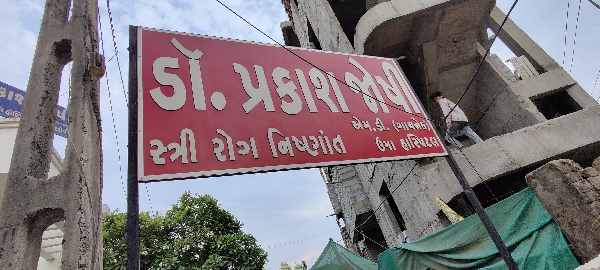 ડૉ. પ્રકાશ જોષી
એમ.ડી. (ગાયનેક)
સ્ત્રી રોગ નિષ્ણાંત ઉમા હોસ્પિટલ